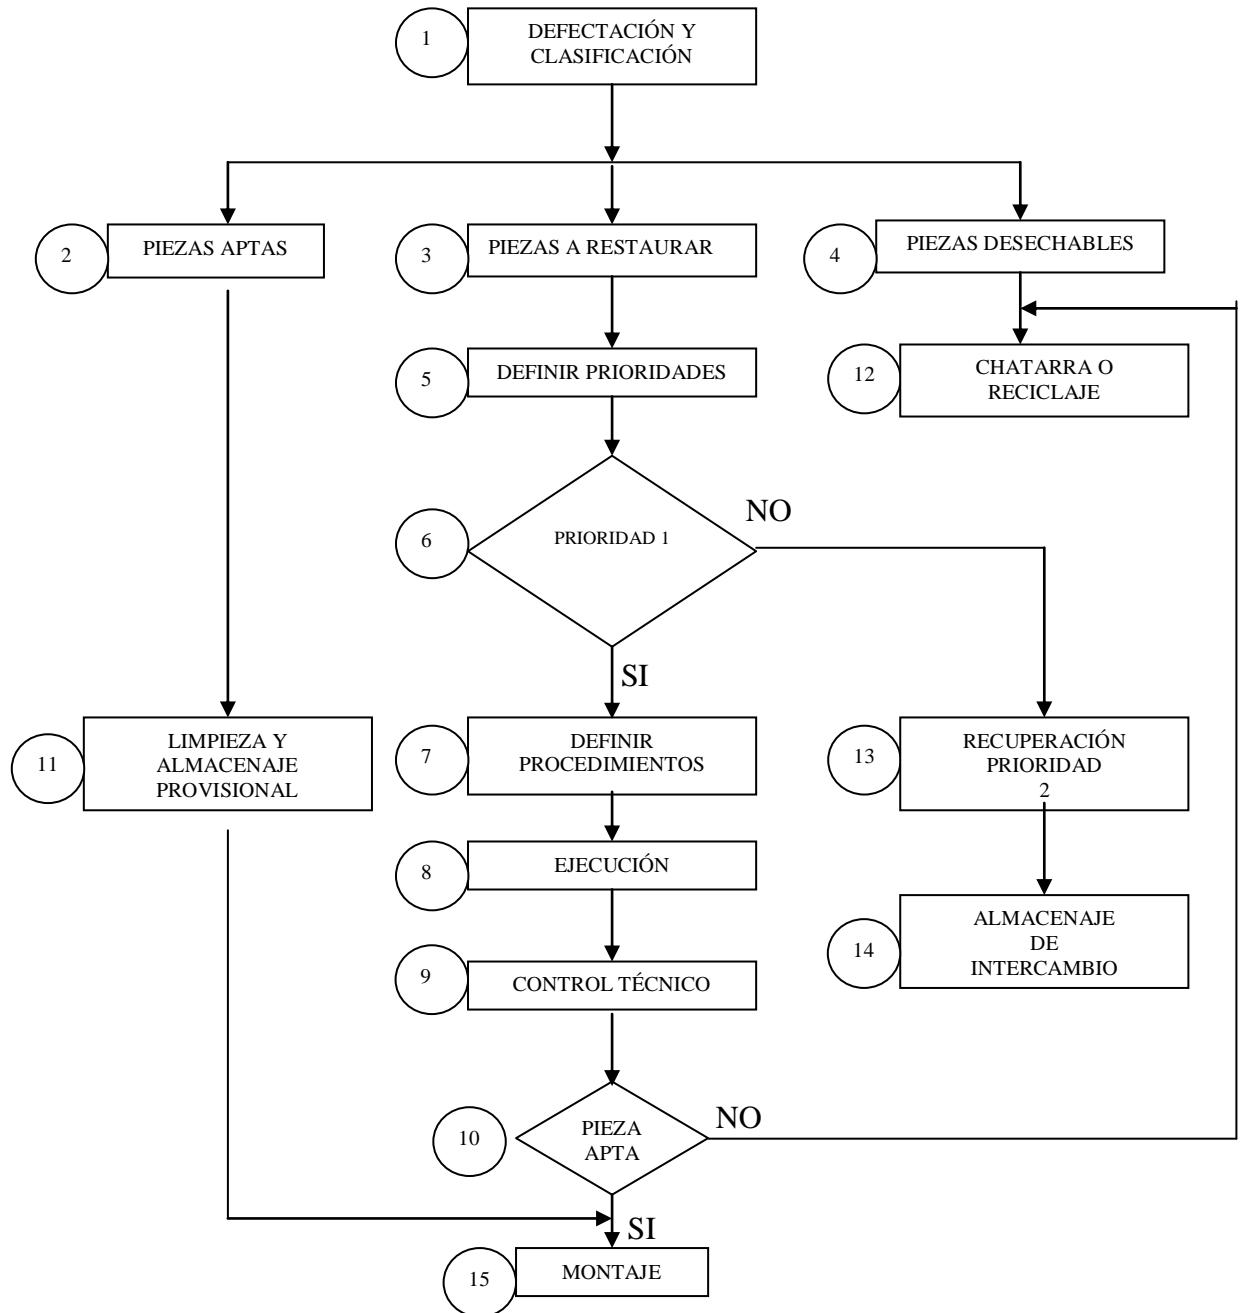 1
DEFECTACIÓN Y
CLASIFICACIÓN
2
PIEZAS APTAS
3
PIEZAS A RESTAURAR
4
PIEZAS DESECHABLES
5
DEFINIR PRIORIDADES
12
CHATARRA O
RECICLAJE
6
PRIORIDAD 1
NO
SI
11
LIMPIEZA Y
ALMACENAJE
PROVISIONAL
7
DEFINIR
PROCEDIMIENTOS
13
RECUPERACIÓN
PRIORIDAD
2
8
EJECUCIÓN
14
ALMACENAJE
DE
INTERCAMBIO
9
CONTROL TÉCNICO
10
PIEZA
APTA
NO
SI
15
MONTAJE